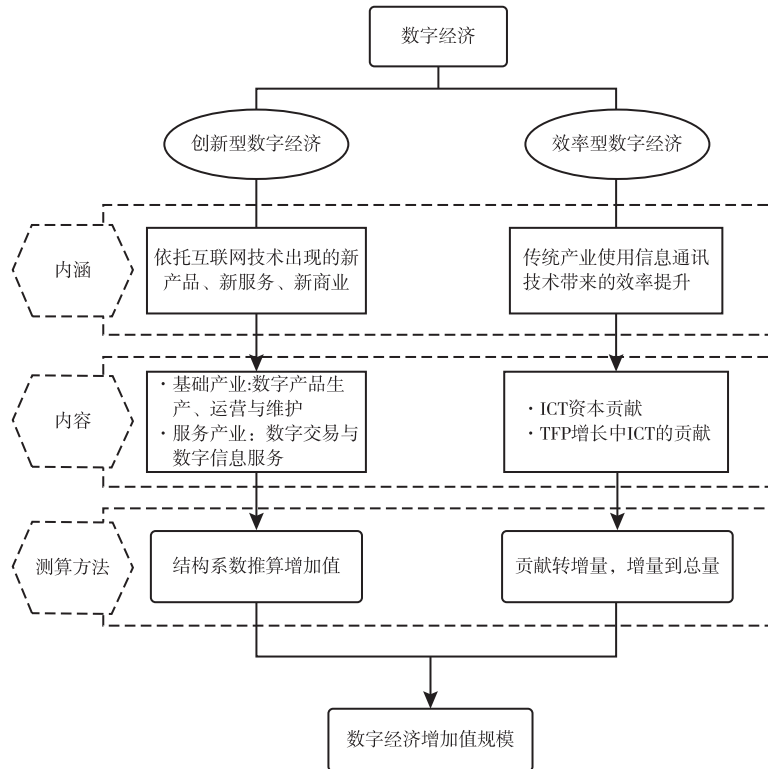 数字经济
创新型数字经济
效率型数字经济
内涵
依托互联网技术出现的新
产品、新服务、新商业
传统产业使用信息通讯
技术带来的效率提升
内容
·基础产业:数字产品生
产、运营与维护
·服务产业：数字交易与
数字信息服务
·ICT资本贡献
·TFP增长中ICT的贡献
测算方法
结构系数推算增加值
贡献转增量，增量到总量
数字经济增加值规模